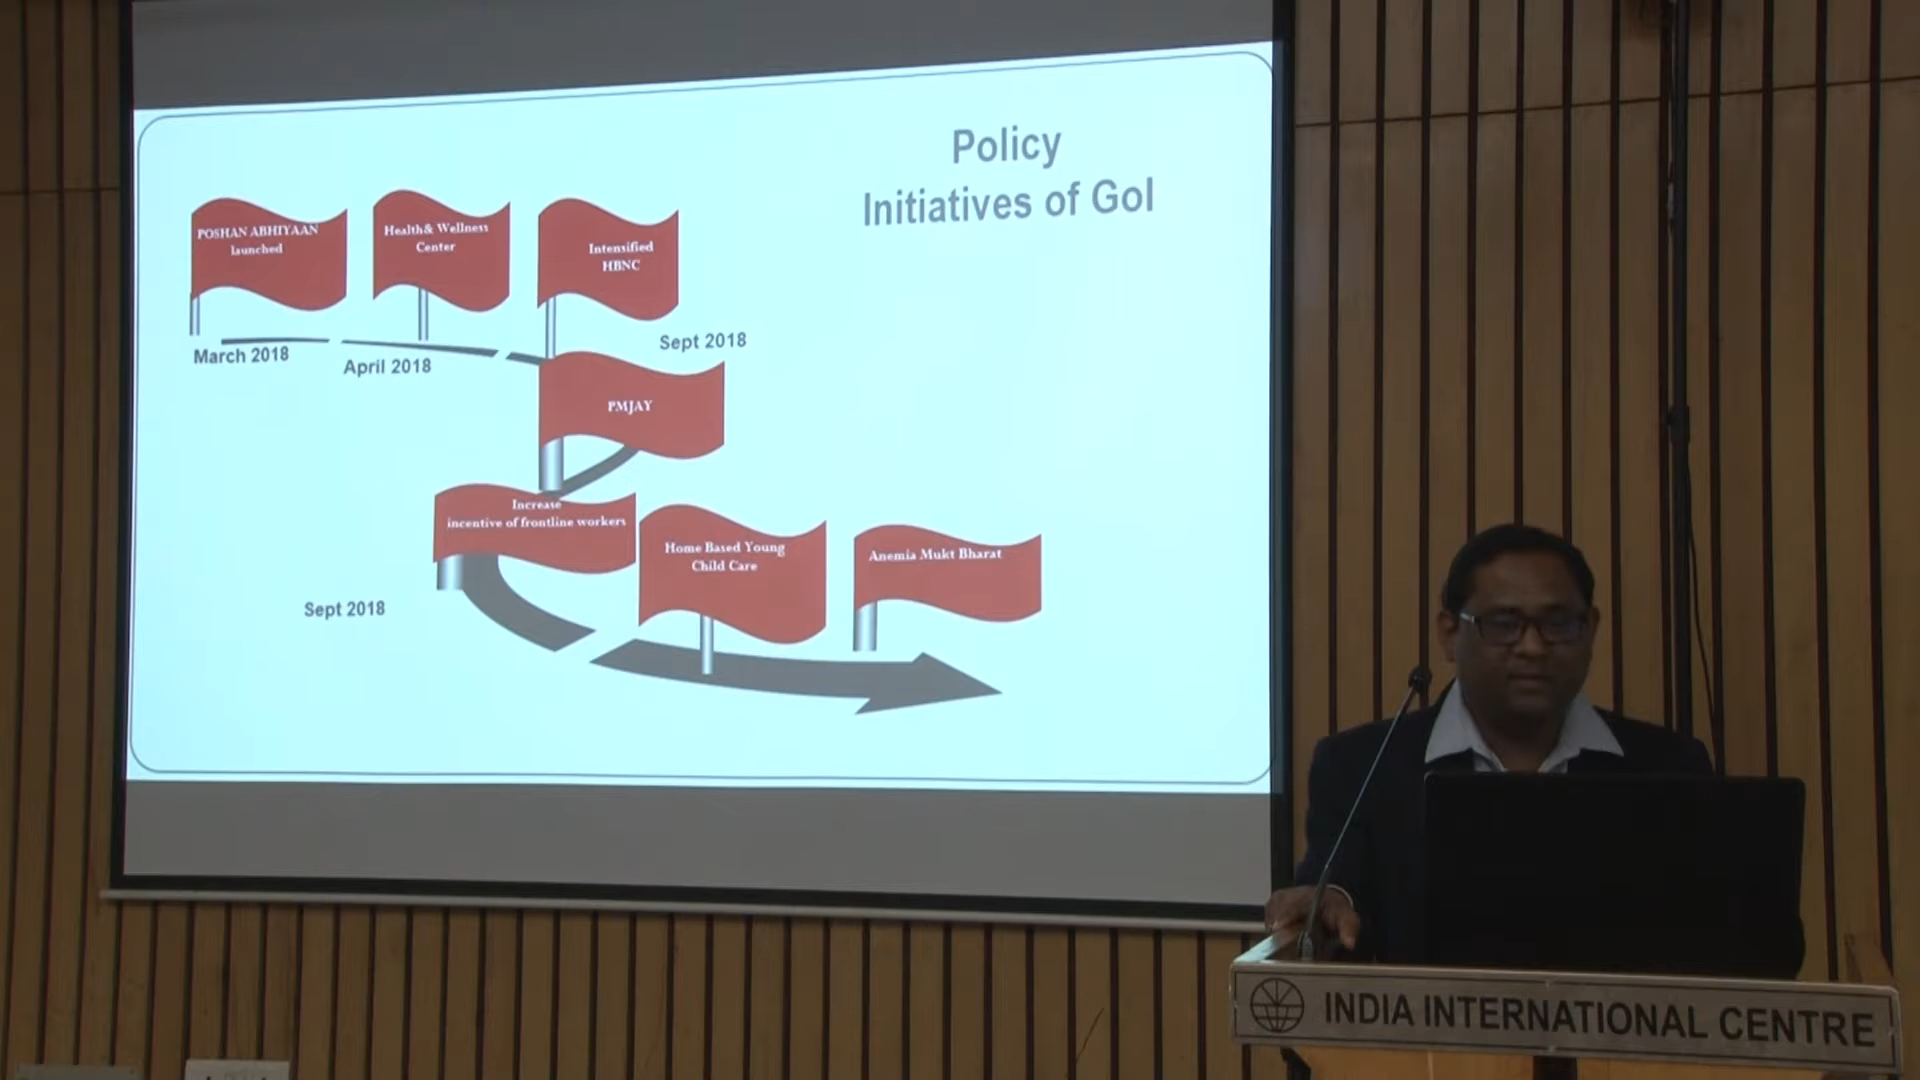 Policy
Initiatives of GoI
POSHAN ABHIYAAN
launched
Health& Wellness
Center
Intensified
HBNC
March 2018
April 2018
Sept 2018
PMJAY
Increase
incentive of frontline workers
Home Based Young
Child Care
Anemia Mukt Bharat
Sept 2018
INDIA INTERNATIONAL CENTRE